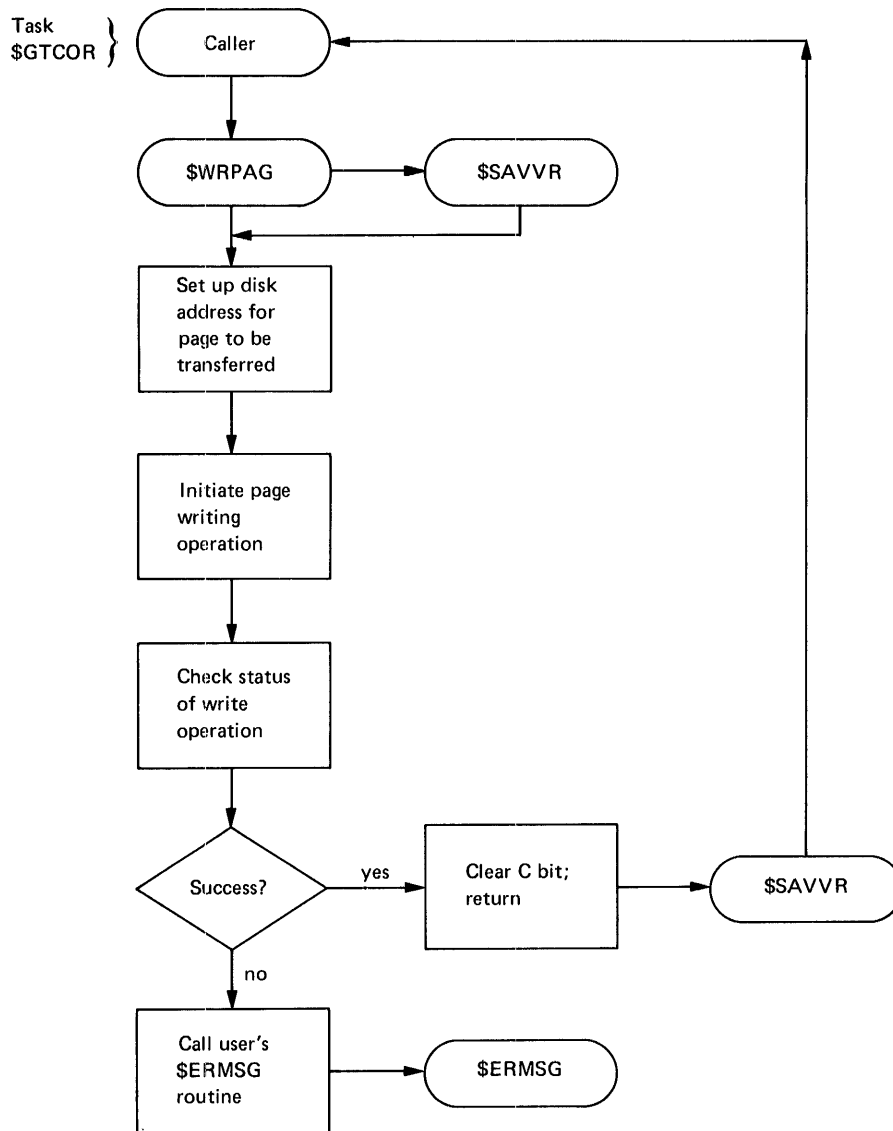 Task
$GTCOR
Caller
$WRPAG
$SAVVR
Set up disk
address for
page to be
transferred
Initiate page
writing
operation
Check status
of write
operation
Success?
yes
Clear C bit;
return
$SAVVR
no
Call user's
$ERMSG
routine
$ERMSG